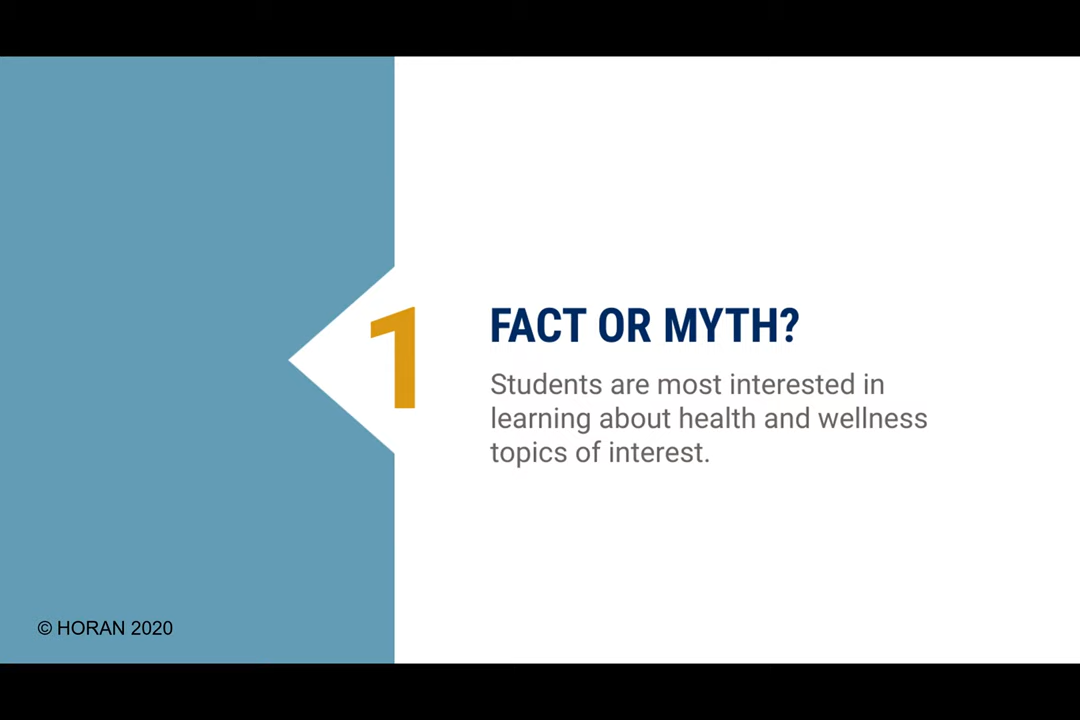 1
FACT OR MYTH?
Students are most interested in
learning about health and wellness
topics of interest.
© HORAN 2020